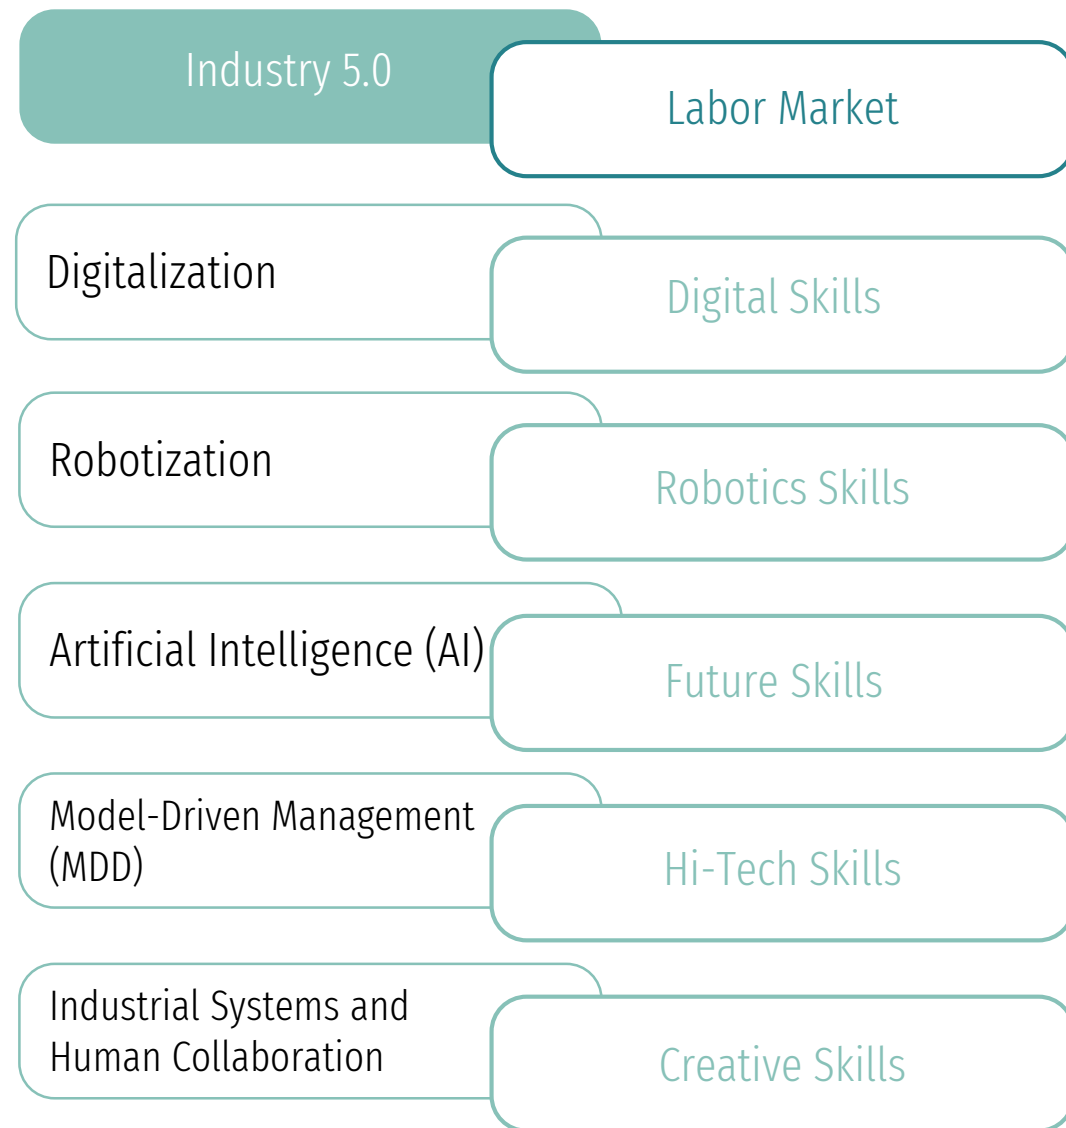 Industry 5.0
Labor Market
Digitalization
Digital Skills
Robotization
Robotics Skills
Artificial Intelligence (AI)
Future Skills
Model-Driven Management
(MDD)
Hi-Tech Skills
Industrial Systems and
Human Collaboration
Creative Skills